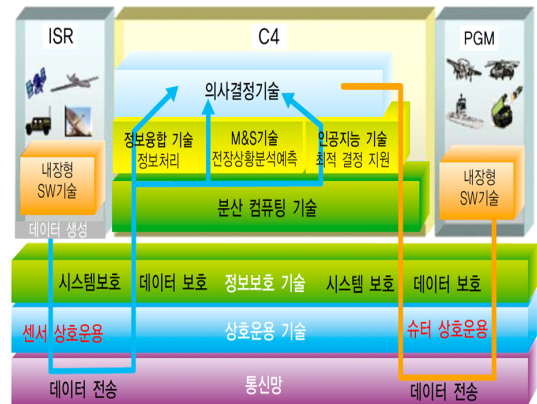 ISR
C4
PGM
의사결정기술
정보융합 기술
정보처리
M&S기술
전장상황분석예측
인공지능 기술
최적 결정 지원
내장형
SW기술
데이터 생성
내장형
SW기술
분산 컴퓨팅 기술
시스템보호 데이터 보호 정보보호 기술 시스템 보호 데이터 보호
센서 상호운용 상호운용 기술 슈터 상호운용
데이터 전송 통신망 데이터 전송